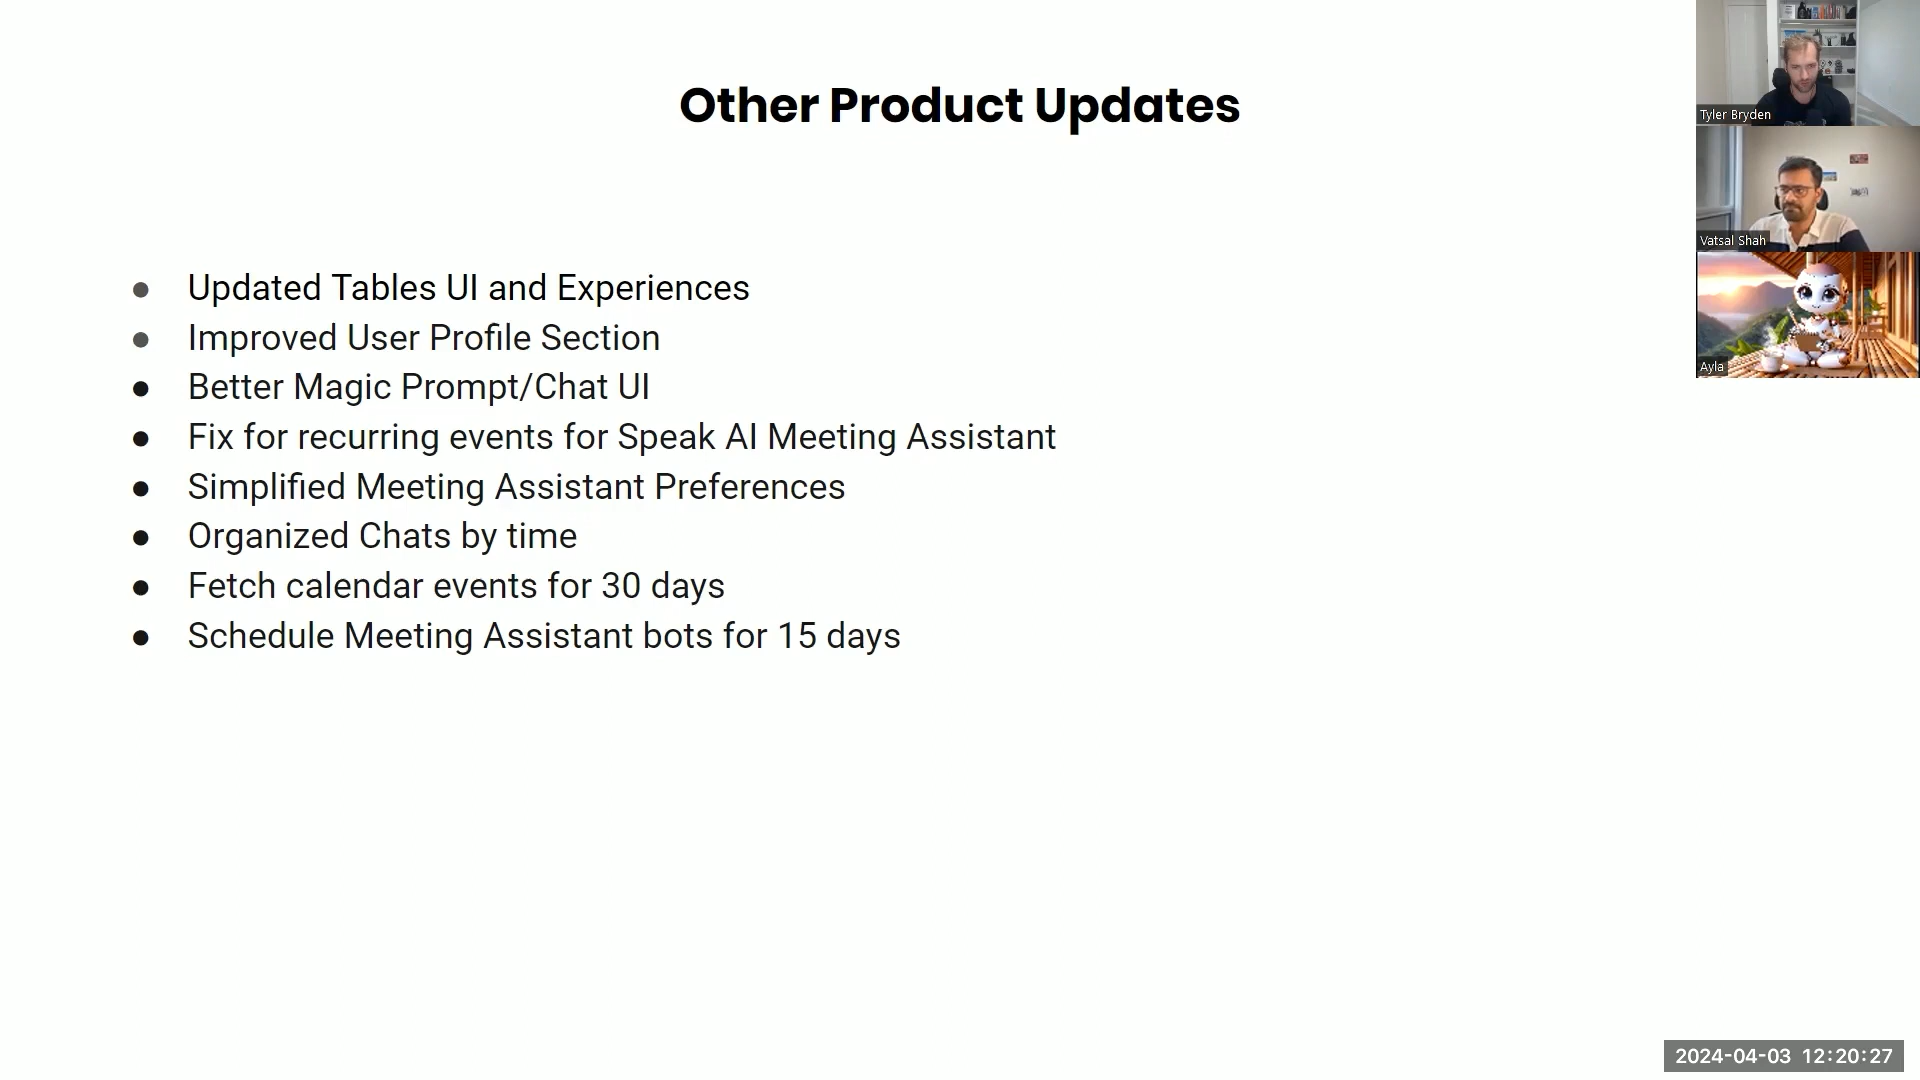 Other Product Updates
● Updated Tables UI and Experiences
● Improved User Profile Section
● Better Magic Prompt/Chat UI
● Fix for recurring events for Speak AI Meeting Assistant
● Simplified Meeting Assistant Preferences
● Organized Chats by time
● Fetch calendar events for 30 days
● Schedule Meeting Assistant bots for 15 days
Tyler Bryden
Vatsal Shah
Ayla
2024-04-03 12:20:27